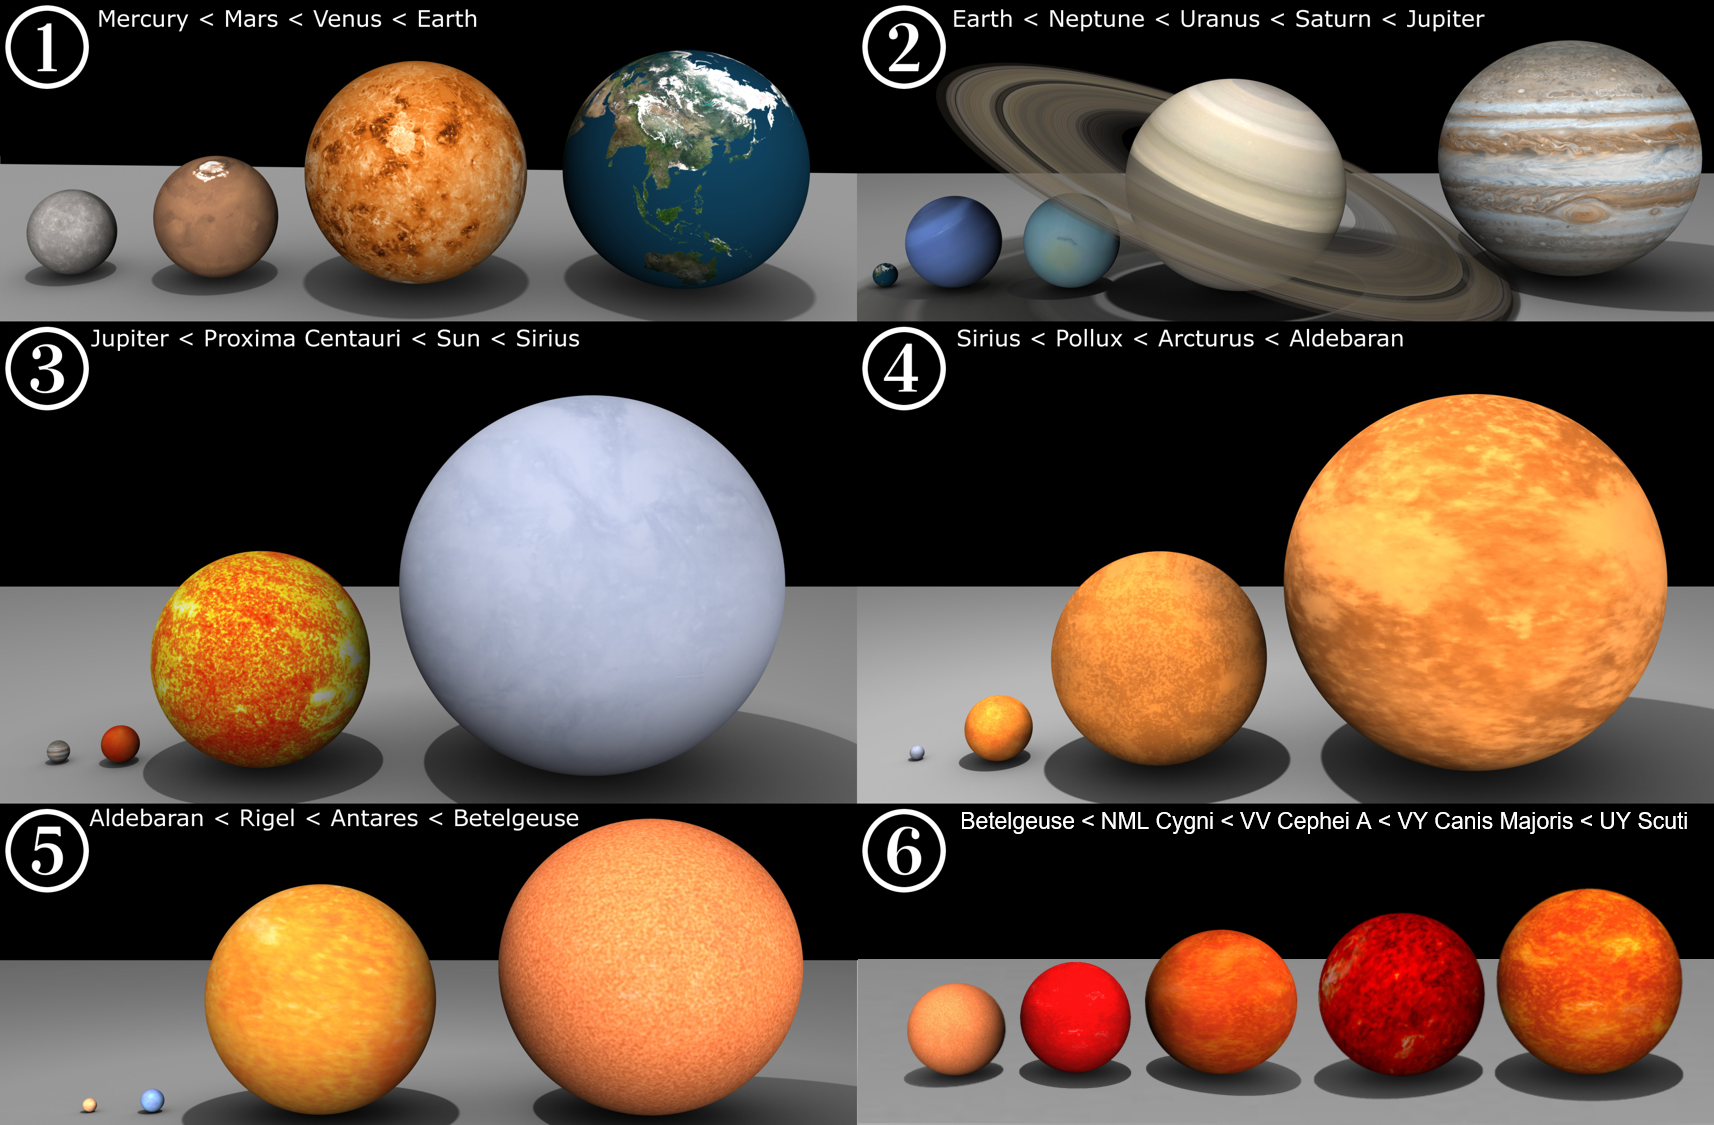 1 Mercury < Mars < Venus < Earth
2 Earth < Neptune < Uranus < Saturn < Jupiter
3 Jupiter < Proxima Centauri < Sun < Sirius
4 Sirius < Pollux < Arcturus < Aldebaran
5 Aldebaran < Rigel < Antares < Betelgeuse
6 Betelgeuse < NML Cygni < VV Cephei A < VY Canis Majoris < UY Scuti